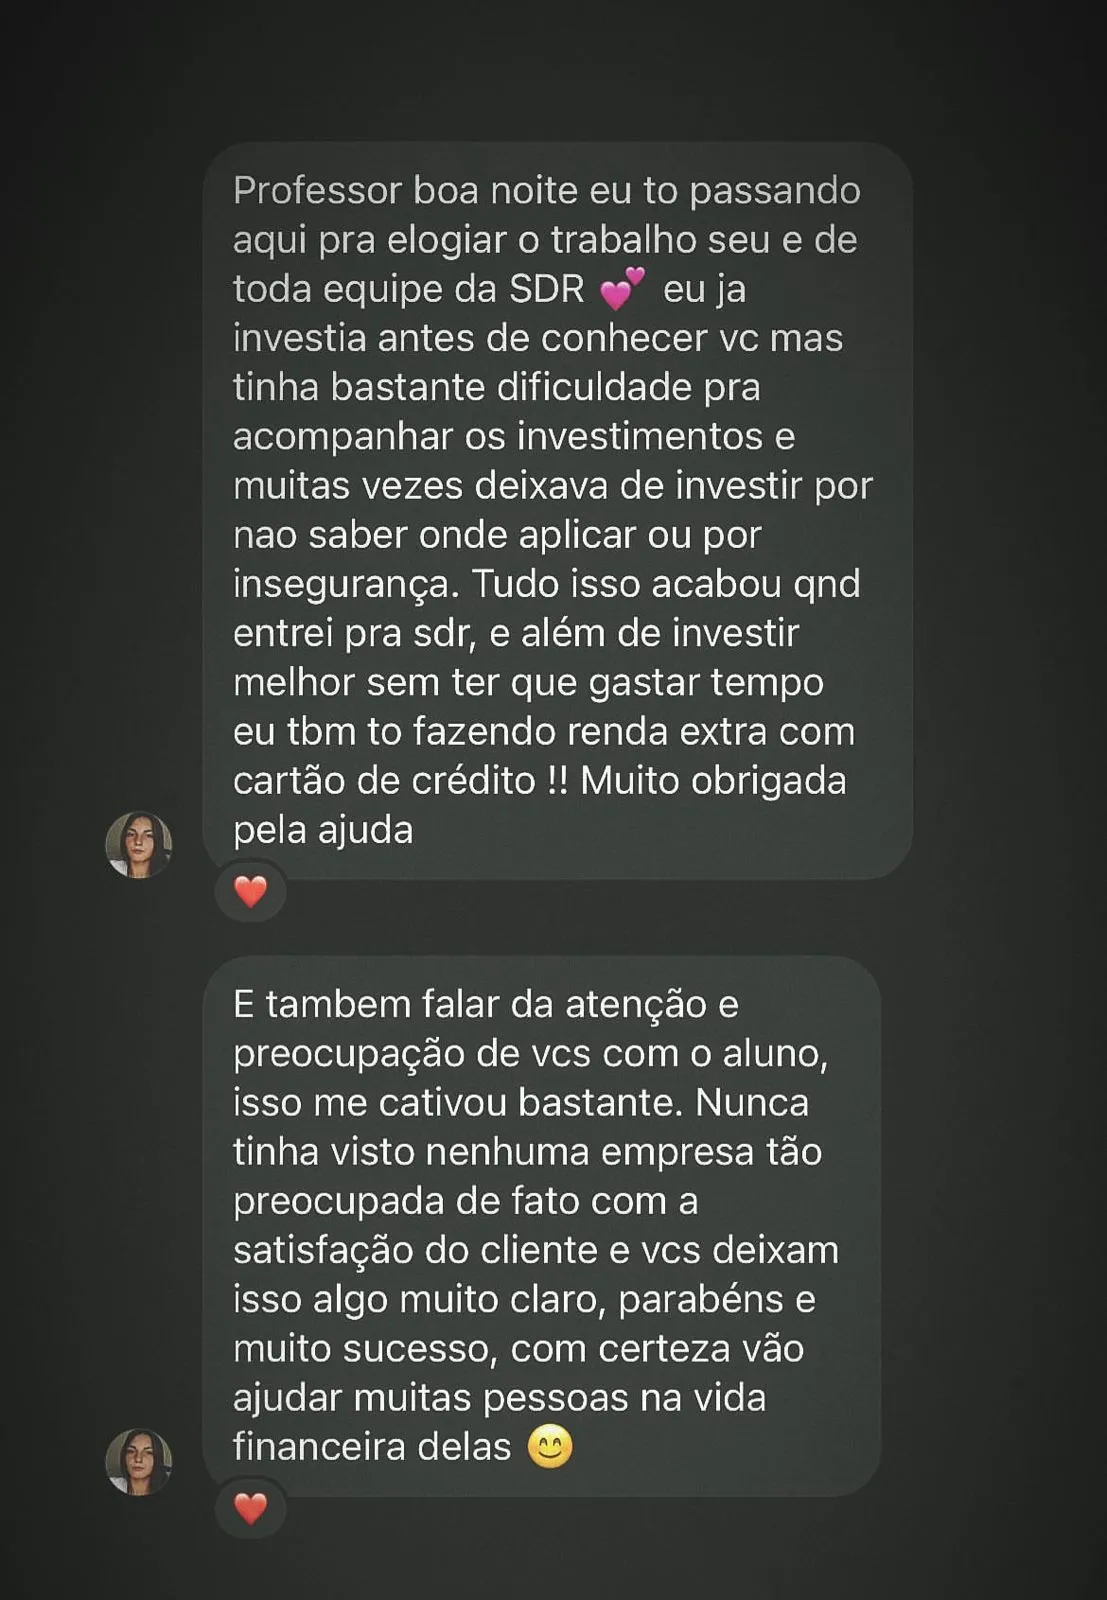 Professor boa noite eu to passando
aqui pra elogiar o trabalho seu e de
toda equipe da SDR 💕 eu ja
investia antes de conhecer vc mas
tinha bastante dificuldade pra
acompanhar os investimentos e
muitas vezes deixava de investir por
nao saber onde aplicar ou por
insegurança. Tudo isso acabou qnd
entrei pra sdr, e além de investir
melhor sem ter que gastar tempo
eu tbm to fazendo renda extra com
cartão de crédito !! Muito obrigada
pela ajuda
E tambem falar da atenção e
preocupação de vcs com o aluno,
isso me cativou bastante. Nunca
tinha visto nenhuma empresa tão
preocupada de fato com a
satisfação do cliente e vcs deixam
isso algo muito claro, parabéns e
muito sucesso, com certeza vão
ajudar muitas pessoas na vida
financeira delas 😊